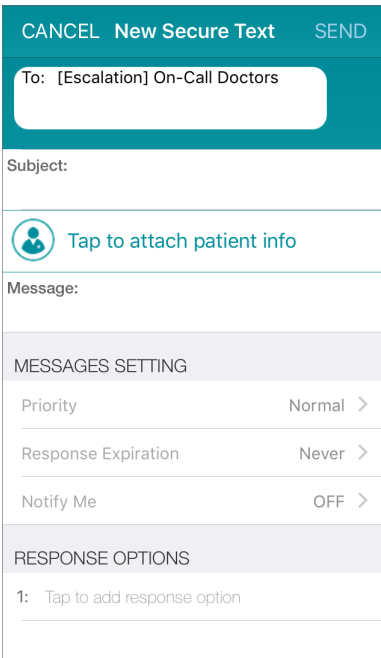 CANCEL New Secure Text SEND
To: [Escalation] On-Call Doctors
Subject:
Tap to attach patient info
Message:
MESSAGES SETTING
Priority Normal
Response Expiration Never
Notify Me OFF
RESPONSE OPTIONS
1: Tap to add response option